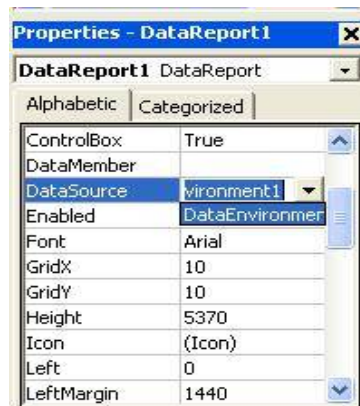 Properties - DataReport1
DataReport1 DataReport
Alphabetic Categorized
ControlBox True
DataMember
DataSource vironment1
DataEnvironmer
Enabled
Font Arial
GridX 10
GridY 10
Height 5370
Icon (Icon)
Left 0
LeftMargin 1440